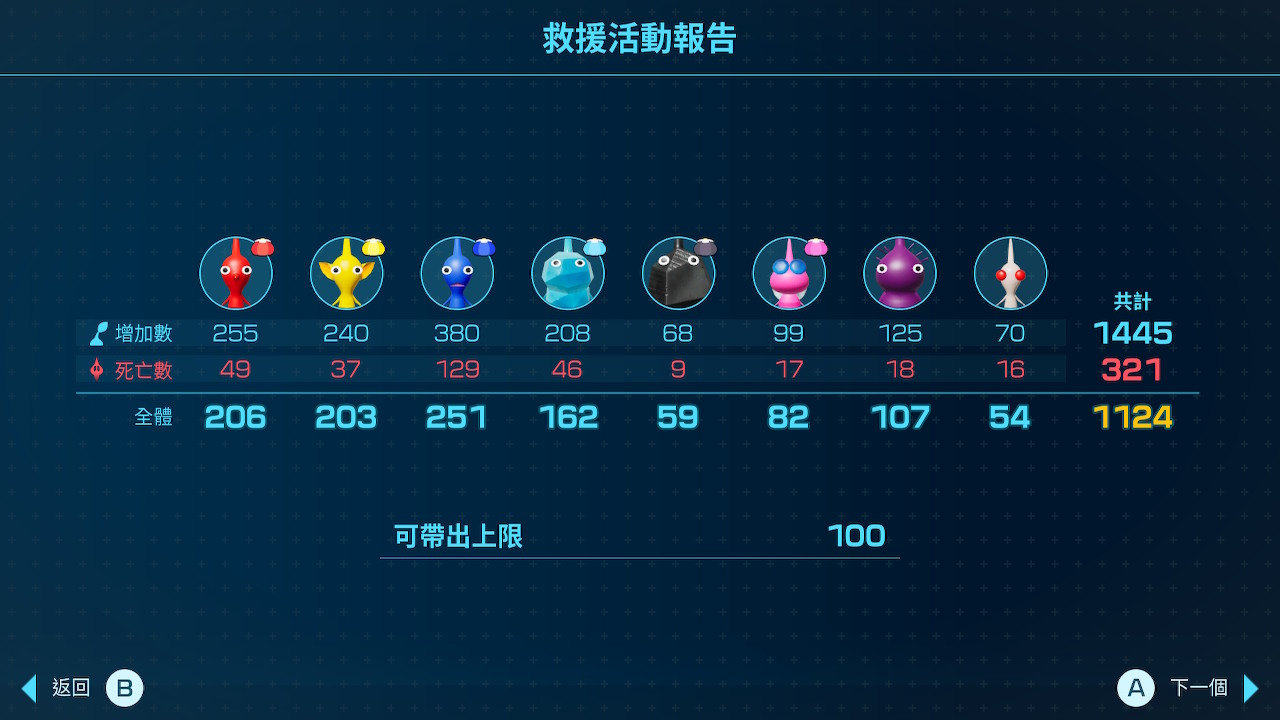 救援活動報告
共計
增加數 255 240 380 208 68 99 125 70 1445
死亡數 49 37 129 46 9 17 18 16 321
全體 206 203 251 162 59 82 107 54 1124
可帶出上限 100
返回 B A 下一個